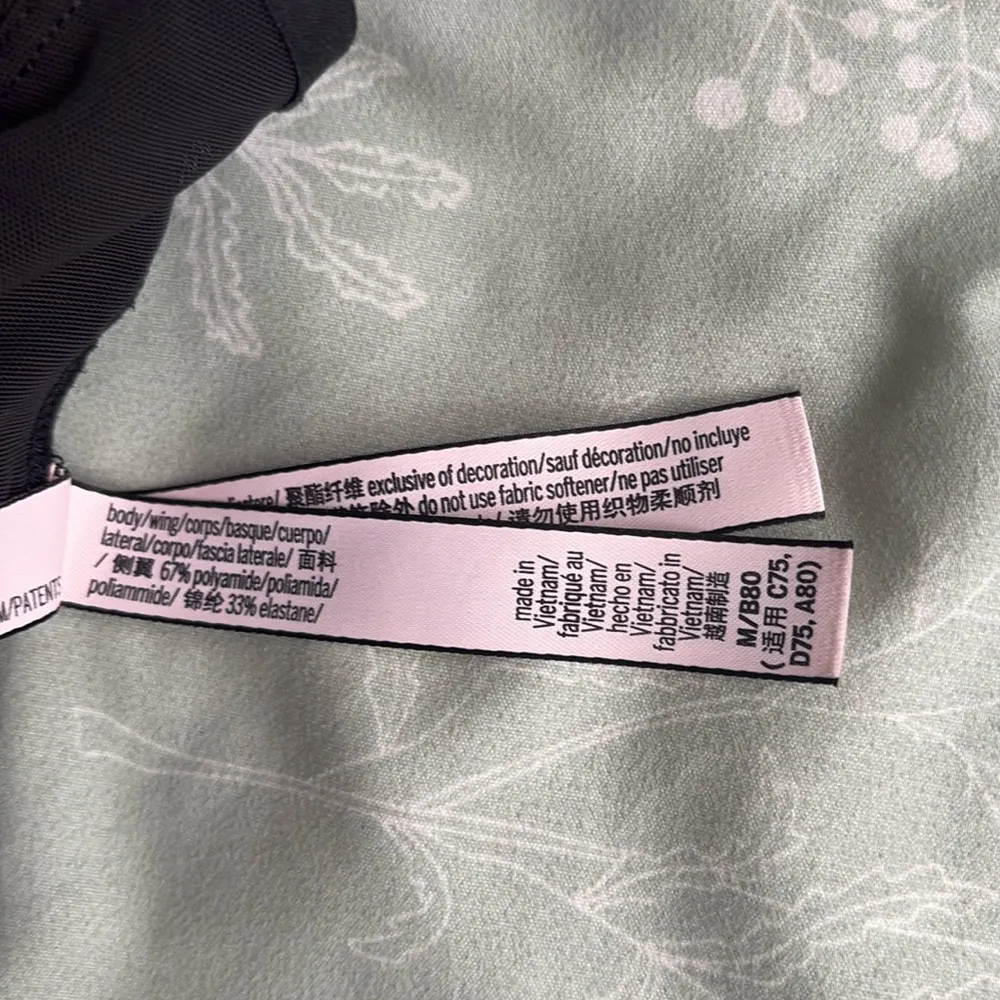 聚酯纤维 exclusive of decoration/sauf décoration/no incluye
除外 do not use fabric softener/ne pas utiliser
请勿使用织物柔顺剂
body/wing/corps/basque/cuerpo/
lateral/corpo/fascia laterale/ 面料
/ 侧翼 67% polyamide/poliamida/
poliammide/ 锦纶 33% elastane/
M/PATENTS
made in
Vietnam/
fabriqué au
Vietnam/
hecho en
Vietnam/
fabbricato in
Vietnam/
越南制造
M/B80
(适用 C75,
D75, A80)